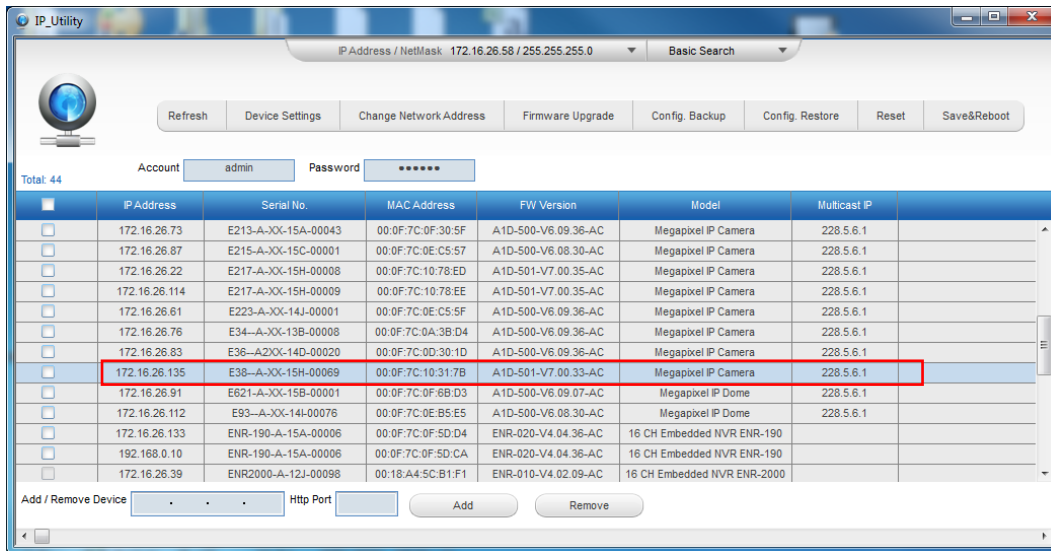 IP_Utility
IP Address / NetMask 172.16.26.58 / 255.255.255.0 Basic Search
Refresh Device Settings Change Network Address Firmware Upgrade Config. Backup Config. Restore Reset Save&Reboot
Account admin Password ●●●●●●
Total: 44
IP Address Serial No. MAC Address FW Version Model Multicast IP
172.16.26.73 E213-A-XX-15A-00043 00:0F:7C:0F:30:5F A1D-500-V6.09.36-AC Megapixel IP Camera 228.5.6.1
172.16.26.87 E215-A-XX-15C-00001 00:0F:7C:0E:C5:57 A1D-500-V6.08.30-AC Megapixel IP Camera 228.5.6.1
172.16.26.22 E217-A-XX-15H-00008 00:0F:7C:10:78:ED A1D-501-V7.00.35-AC Megapixel IP Camera 228.5.6.1
172.16.26.114 E217-A-XX-15H-00009 00:0F:7C:10:78:EE A1D-501-V7.00.35-AC Megapixel IP Camera 228.5.6.1
172.16.26.61 E223-A-XX-14J-00001 00:0F:7C:0E:C5:5F A1D-500-V6.09.36-AC Megapixel IP Camera 228.5.6.1
172.16.26.76 E34--A-XX-13B-00008 00:0F:7C:0A:3B:D4 A1D-500-V6.09.36-AC Megapixel IP Camera 228.5.6.1
172.16.26.83 E36--A2XX-14D-00020 00:0F:7C:0D:30:1D A1D-500-V6.09.36-AC Megapixel IP Camera 228.5.6.1
172.16.26.135 E38--A-XX-15H-00069 00:0F:7C:10:31:7B A1D-501-V7.00.33-AC Megapixel IP Camera 228.5.6.1
172.16.26.91 E621-A-XX-15B-00001 00:0F:7C:0F:6B:D3 A1D-500-V6.09.07-AC Megapixel IP Dome 228.5.6.1
172.16.26.112 E93--A-XX-14I-00076 00:0F:7C:0E:B5:E5 A1D-500-V6.08.30-AC Megapixel IP Dome 228.5.6.1
172.16.26.133 ENR-190-A-15A-00006 00:0F:7C:0F:5D:D4 ENR-020-V4.04.36-AC 16 CH Embedded NVR ENR-190
192.168.0.10 ENR-190-A-15A-00006 00:0F:7C:0F:5D:CA ENR-020-V4.04.36-AC 16 CH Embedded NVR ENR-190
172.16.26.39 ENR2000-A-12J-00098 00:18:A4:5C:B1:F1 ENR-010-V4.02.09-AC 16 CH Embedded NVR ENR-2000
Add / Remove Device . . . Http Port Add Remove